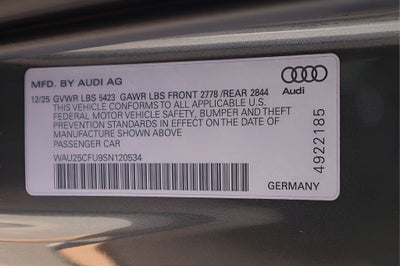 MFD. BY AUDI AG
Audi
12/25 GVWR LBS 5423 GAWR LBS FRONT 2778 /REAR 2844
THIS VEHICLE CONFORMS TO ALL APPLICABLE U.S.
FEDERAL MOTOR VEHICLE SAFETY, BUMPER AND THEFT
PREVENTION STANDARDS IN EFFECT ON THE DATE OF
MANUFACTURE SHOWN ABOVE.
PASSENGER CAR
WAU25CFU9SN120534
GERMANY
4922185